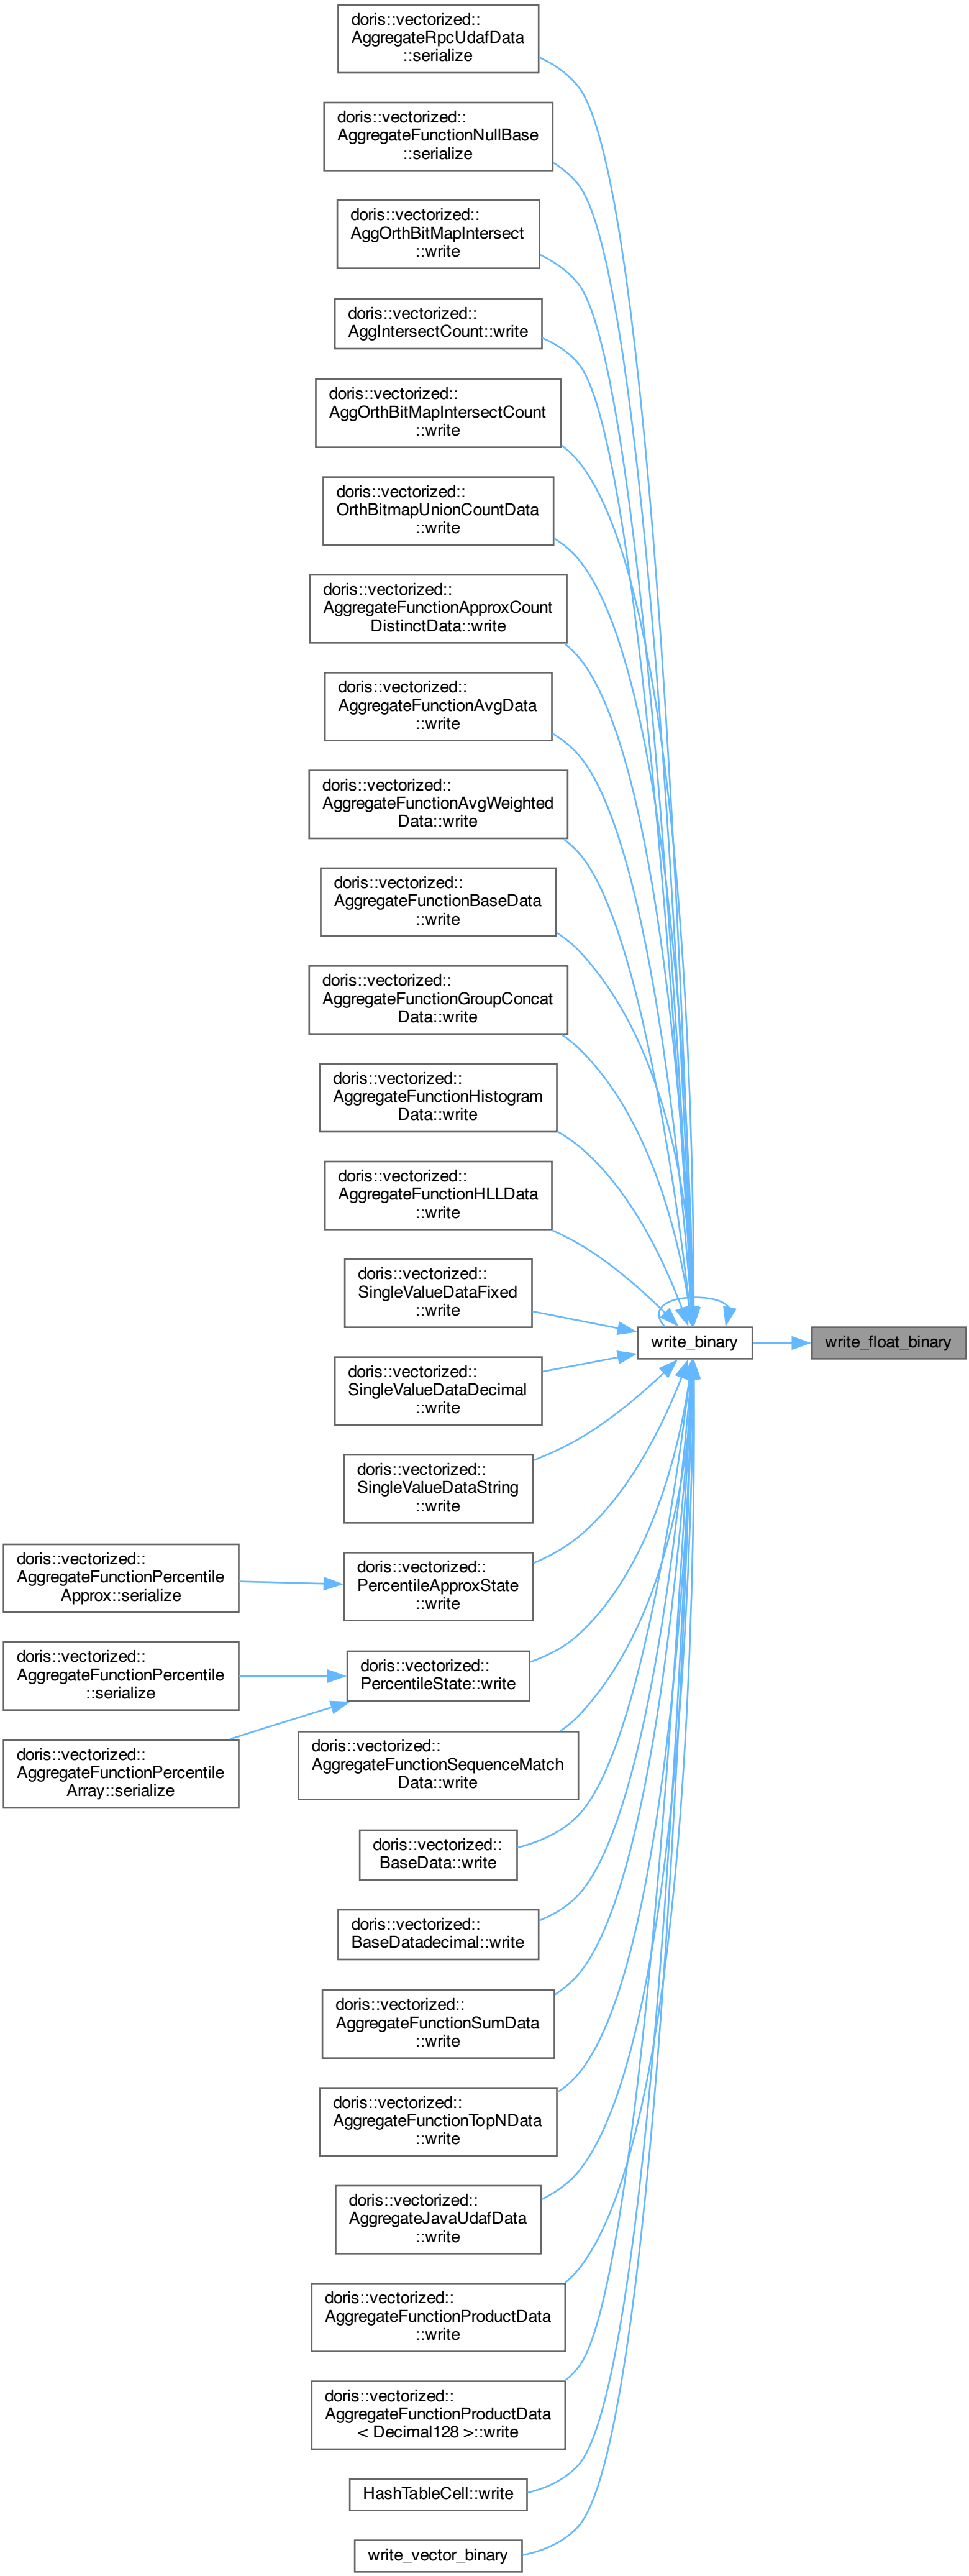 doris::vectorized::
AggregateRpcUdafData
::serialize
doris::vectorized::
AggregateFunctionNullBase
::serialize
doris::vectorized::
AggOrthBitMapIntersect
::write
doris::vectorized::
AggIntersectCount::write
doris::vectorized::
AggOrthBitMapIntersectCount
::write
doris::vectorized::
OrthBitmapUnionCountData
::write
doris::vectorized::
AggregateFunctionApproxCount
DistinctData::write
doris::vectorized::
AggregateFunctionAvgData
::write
doris::vectorized::
AggregateFunctionAvgWeighted
Data::write
doris::vectorized::
AggregateFunctionBaseData
::write
doris::vectorized::
AggregateFunctionGroupConcat
Data::write
doris::vectorized::
AggregateFunctionHistogram
Data::write
doris::vectorized::
AggregateFunctionHLLData
::write
doris::vectorized::
SingleValueDataFixed
::write
write_binary
write_float_binary
doris::vectorized::
SingleValueDataDecimal
::write
doris::vectorized::
SingleValueDataString
::write
doris::vectorized::
AggregateFunctionPercentile
Approx::serialize
doris::vectorized::
PercentileApproxState
::write
doris::vectorized::
AggregateFunctionPercentile
::serialize
doris::vectorized::
PercentileState::write
doris::vectorized::
AggregateFunctionPercentile
Array::serialize
doris::vectorized::
AggregateFunctionSequenceMatch
Data::write
doris::vectorized::
BaseData::write
doris::vectorized::
BaseDatadecimal::write
doris::vectorized::
AggregateFunctionSumData
::write
doris::vectorized::
AggregateFunctionTopNData
::write
doris::vectorized::
AggregateJavaUdafData
::write
doris::vectorized::
AggregateFunctionProductData
::write
doris::vectorized::
AggregateFunctionProductData
< Decimal128 >::write
HashTableCell::write
write_vector_binary